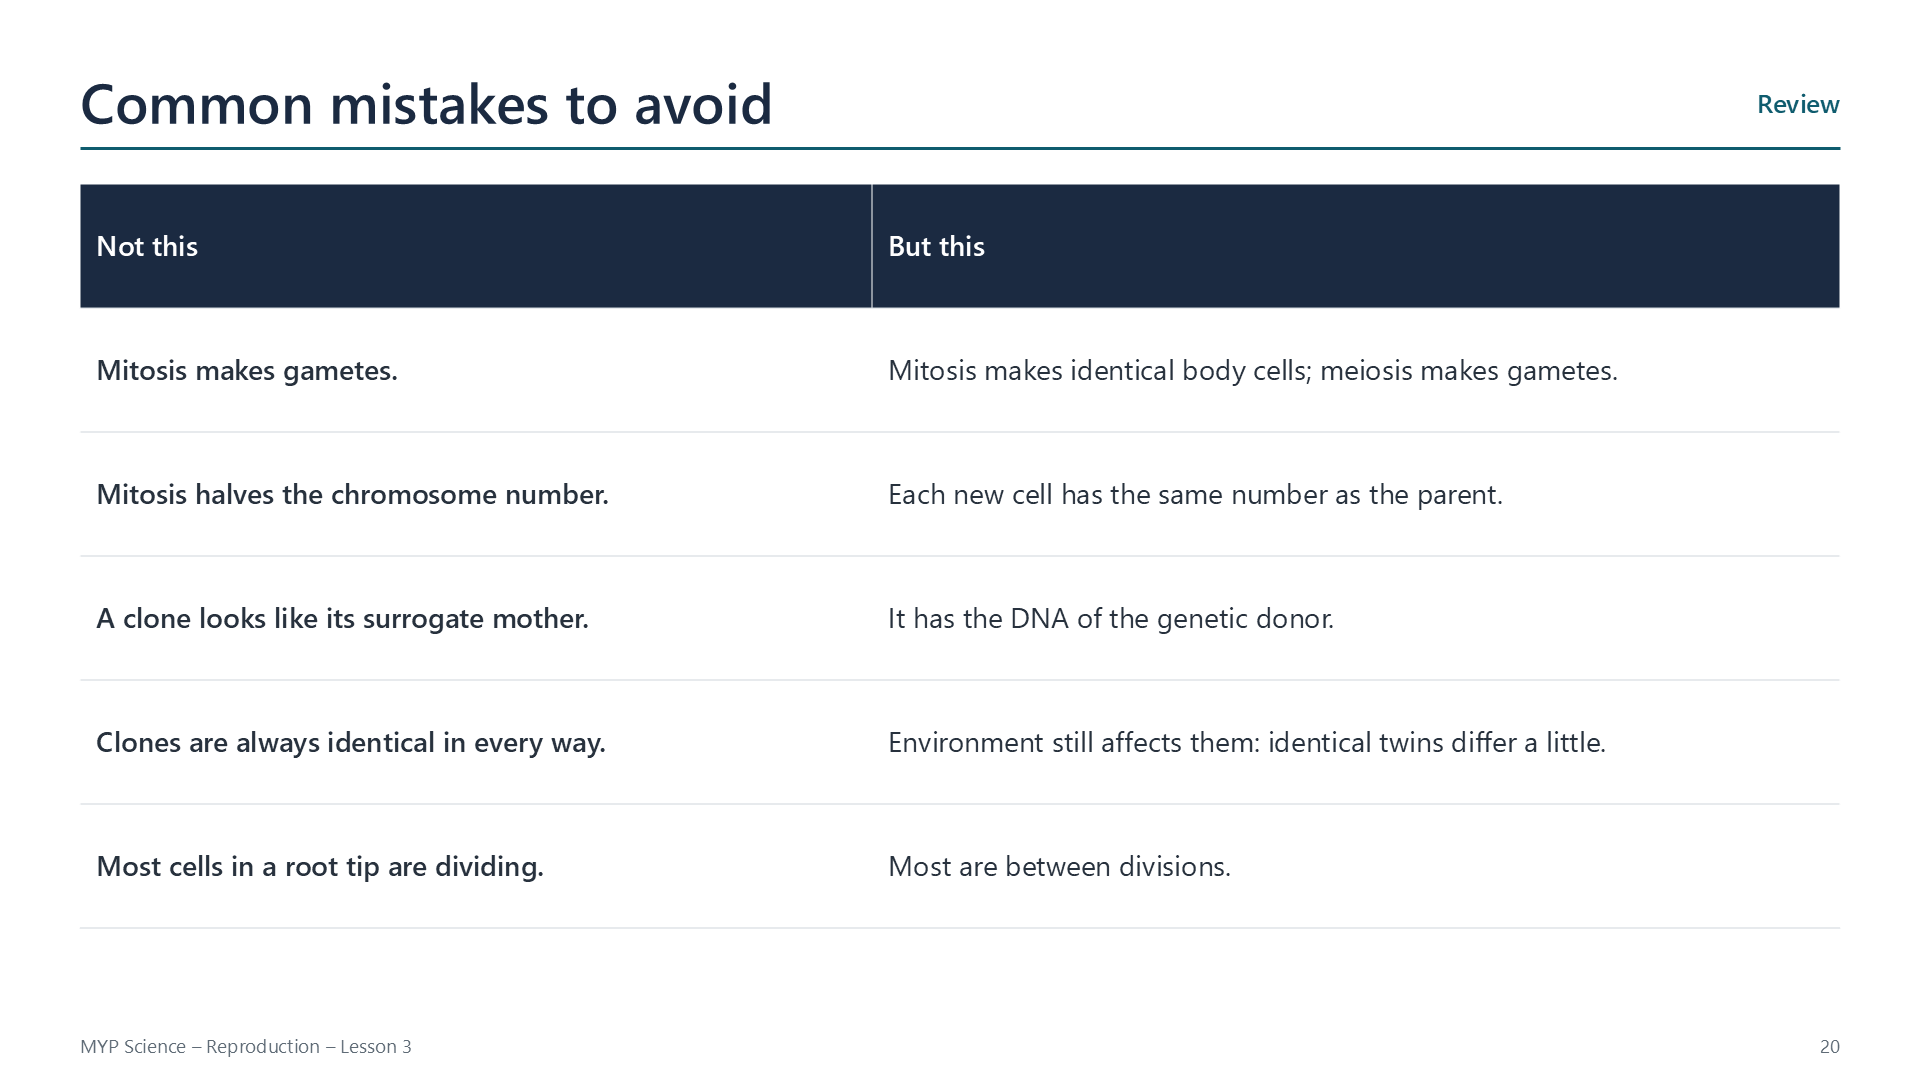 Common mistakes to avoid
Review
Not this
But this
Mitosis makes gametes.
Mitosis makes identical body cells; meiosis makes gametes.
Mitosis halves the chromosome number.
Each new cell has the same number as the parent.
A clone looks like its surrogate mother.
It has the DNA of the genetic donor.
Clones are always identical in every way.
Environment still affects them: identical twins differ a little.
Most cells in a root tip are dividing.
Most are between divisions.
MYP Science – Reproduction – Lesson 3
20